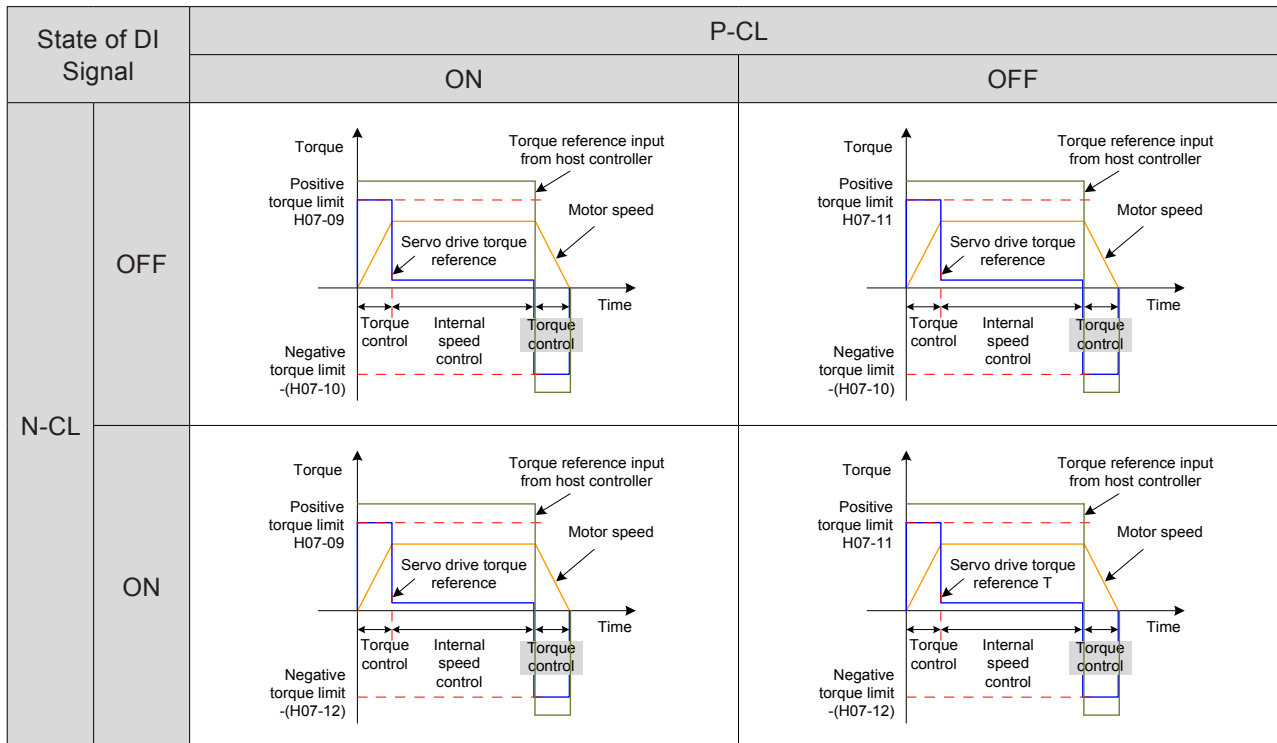 State of DI
Signal
P-CL
ON
OFF
N-CL
OFF
Torque
Torque reference input
from host controller
Positive
torque limit
H07-09
Motor speed
Servo drive torque
reference
Time
Torque
control
Internal
speed
control
Torque
control
Negative
torque limit
-(H07-10)
Torque
Torque reference input
from host controller
Positive
torque limit
H07-11
Motor speed
Servo drive torque
reference
Time
Torque
control
Internal
speed
control
Torque
control
Negative
torque limit
-(H07-10)
ON
Torque
Torque reference input
from host controller
Positive
torque limit
H07-09
Motor speed
Servo drive torque
reference
Time
Torque
control
Internal
speed
control
Torque
control
Negative
torque limit
-(H07-12)
Torque
Torque reference input
from host controller
Positive
torque limit
H07-11
Motor speed
Servo drive torque
reference T
Time
Torque
control
Internal
speed
control
Torque
control
Negative
torque limit
-(H07-12)